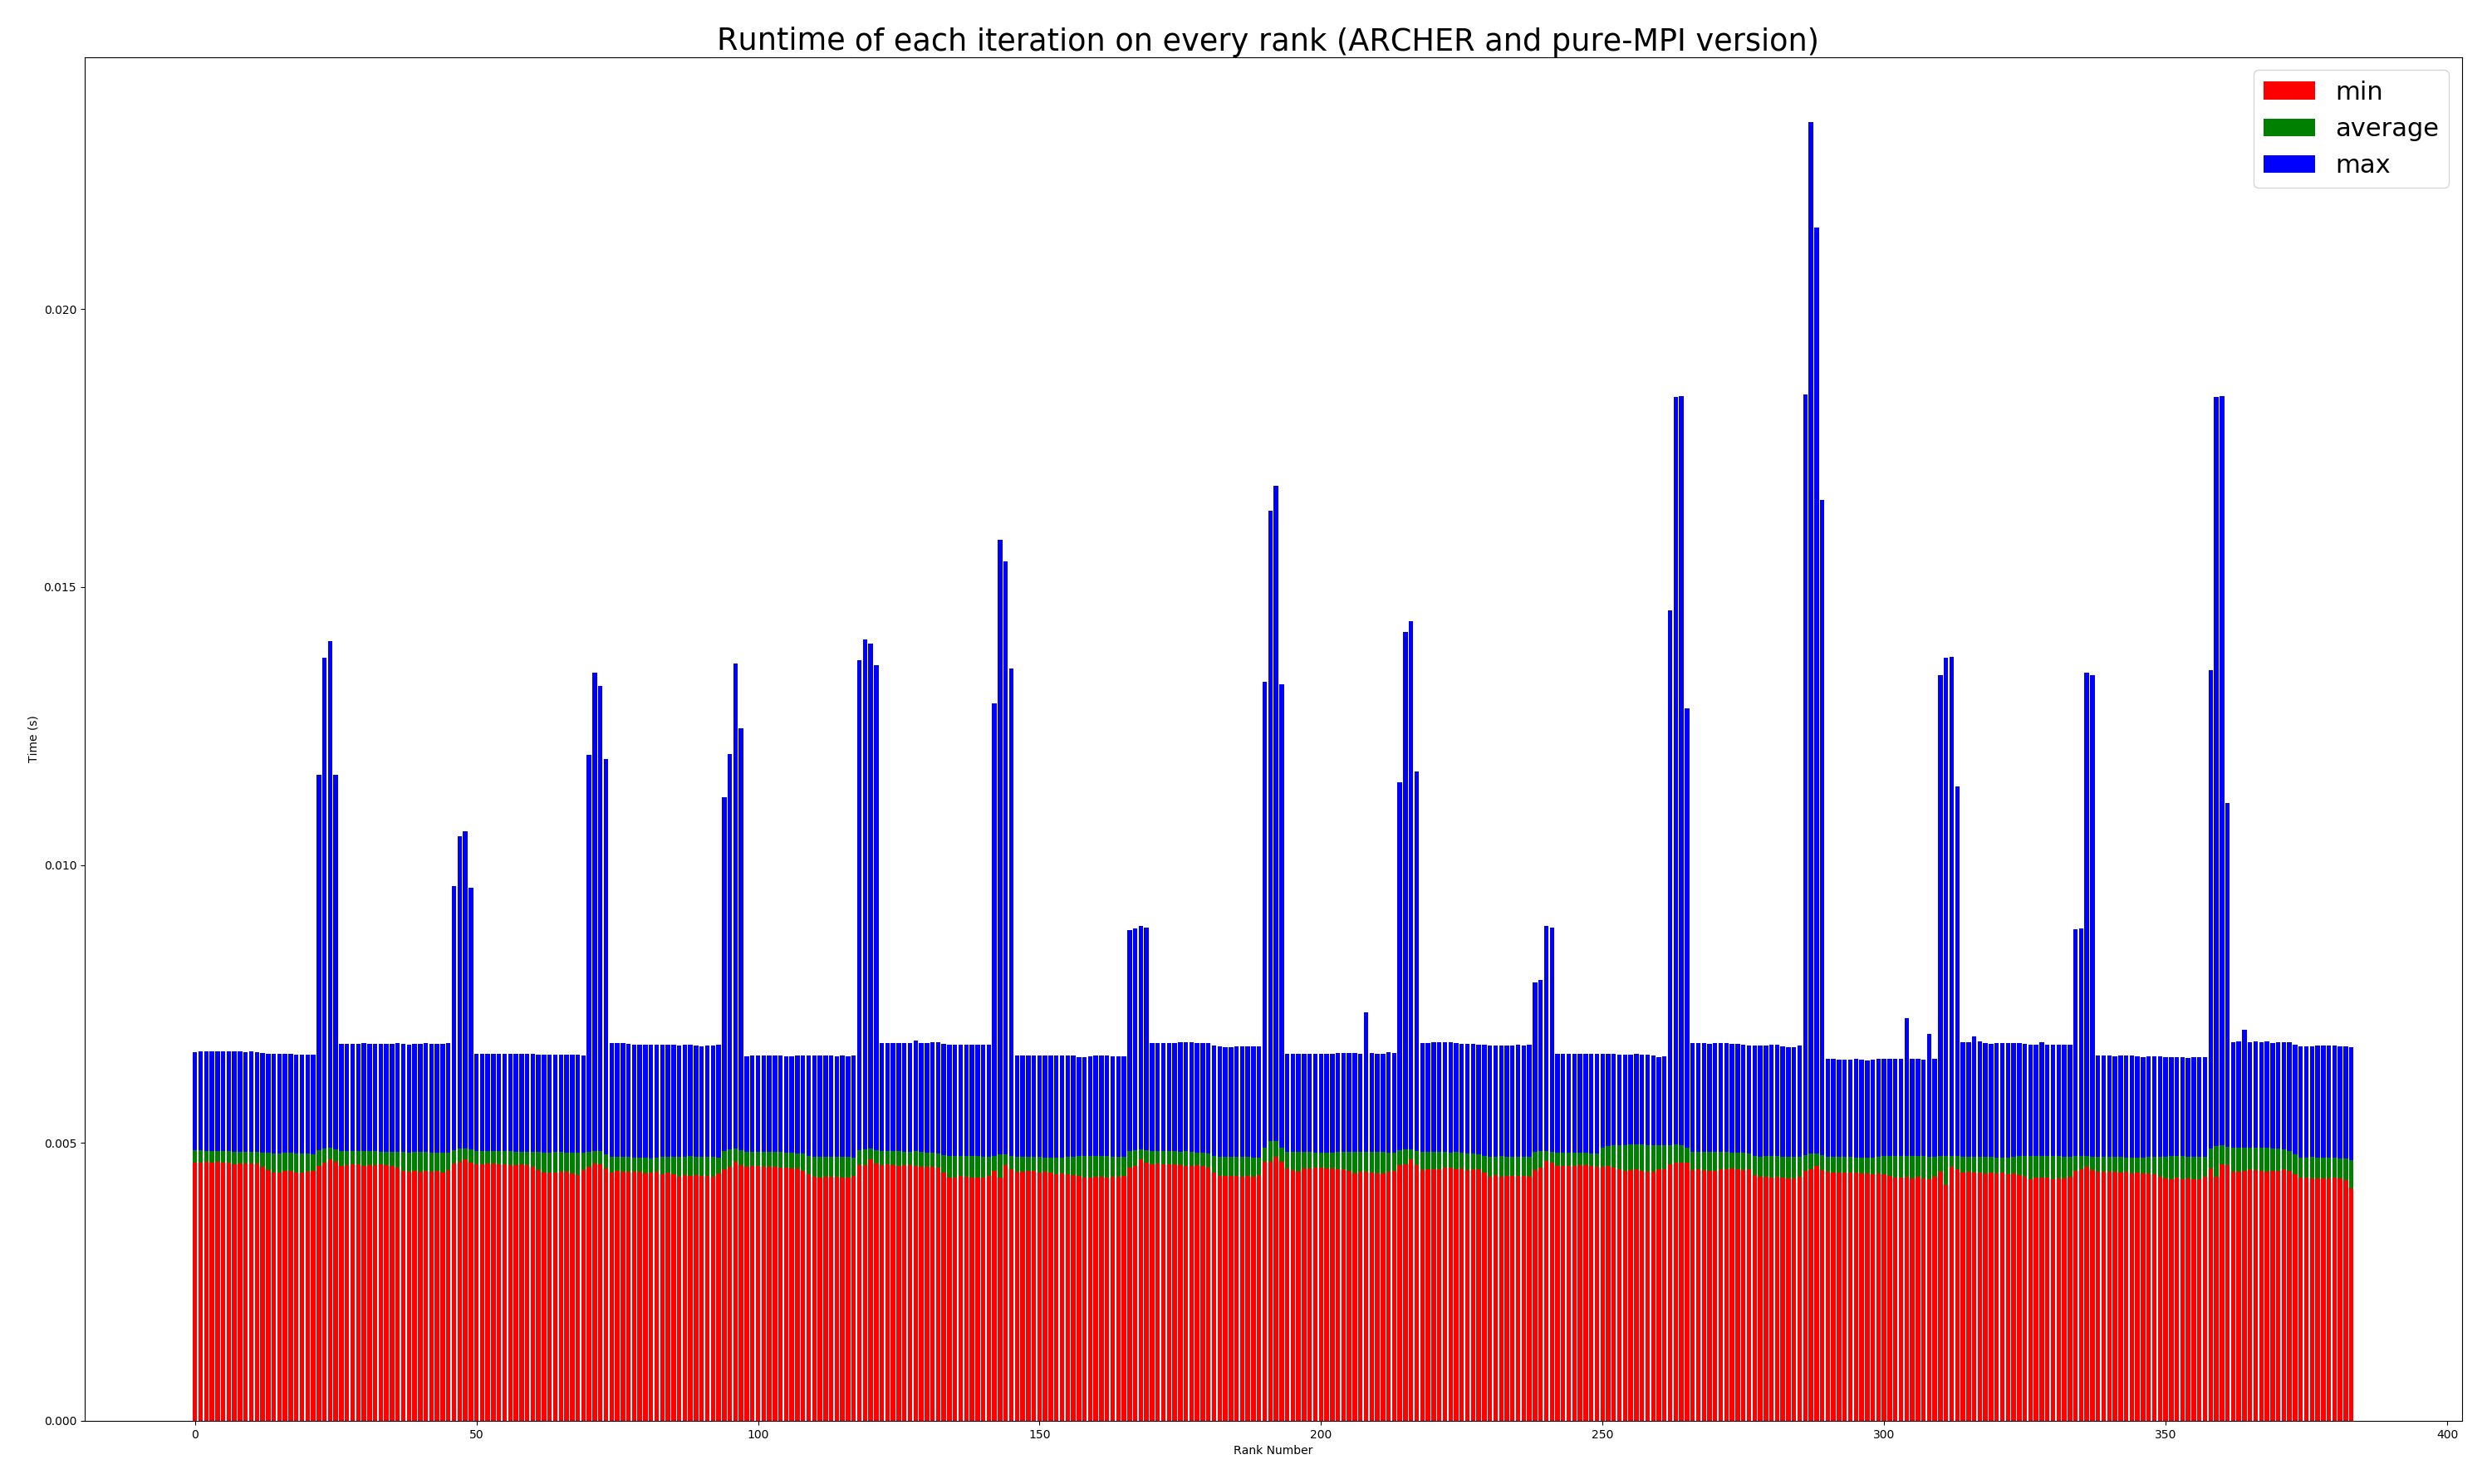 Runtime of each iteration on every rank (ARCHER and pure-MPI version)
min
average
max
0.020
0.015
0.010
0.005
0.000
Time (s)
0 50 100 150 200 250 300 350 400
Rank Number